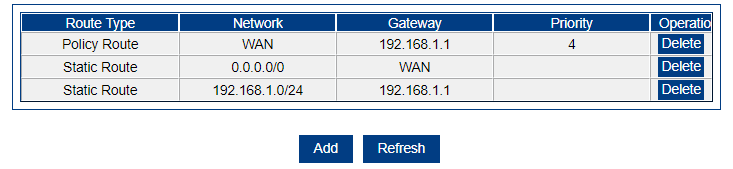 Route Type Network Gateway Priority Operatio
Policy Route WAN 192.168.1.1 4 Delete
Static Route 0.0.0.0/0 WAN Delete
Static Route 192.168.1.0/24 192.168.1.1 Delete
Add Refresh